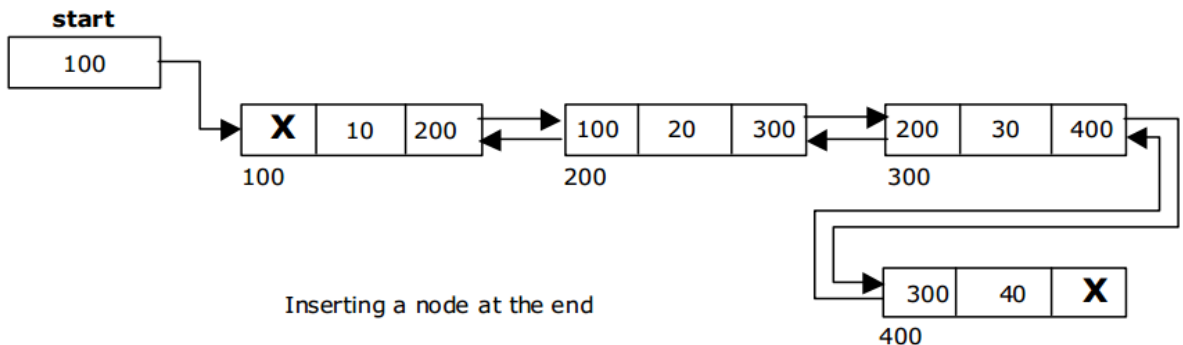 start
100
X 10 200 100 20 300 200 30 400
100 200 300
300 40 X
Inserting a node at the end
400